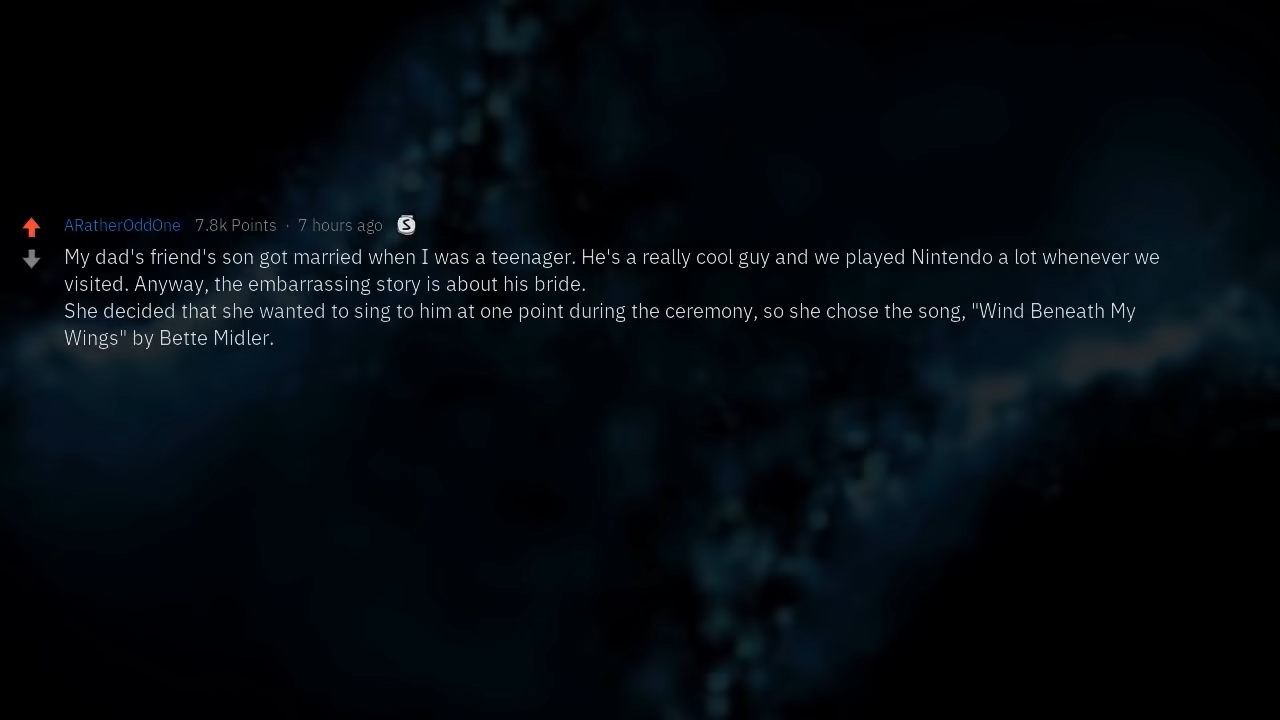 ARatherOddOne 7.8k Points · 7 hours ago S
My dad's friend's son got married when I was a teenager. He's a really cool guy and we played Nintendo a lot whenever we
visited. Anyway, the embarrassing story is about his bride.
She decided that she wanted to sing to him at one point during the ceremony, so she chose the song, "Wind Beneath My
Wings" by Bette Midler.